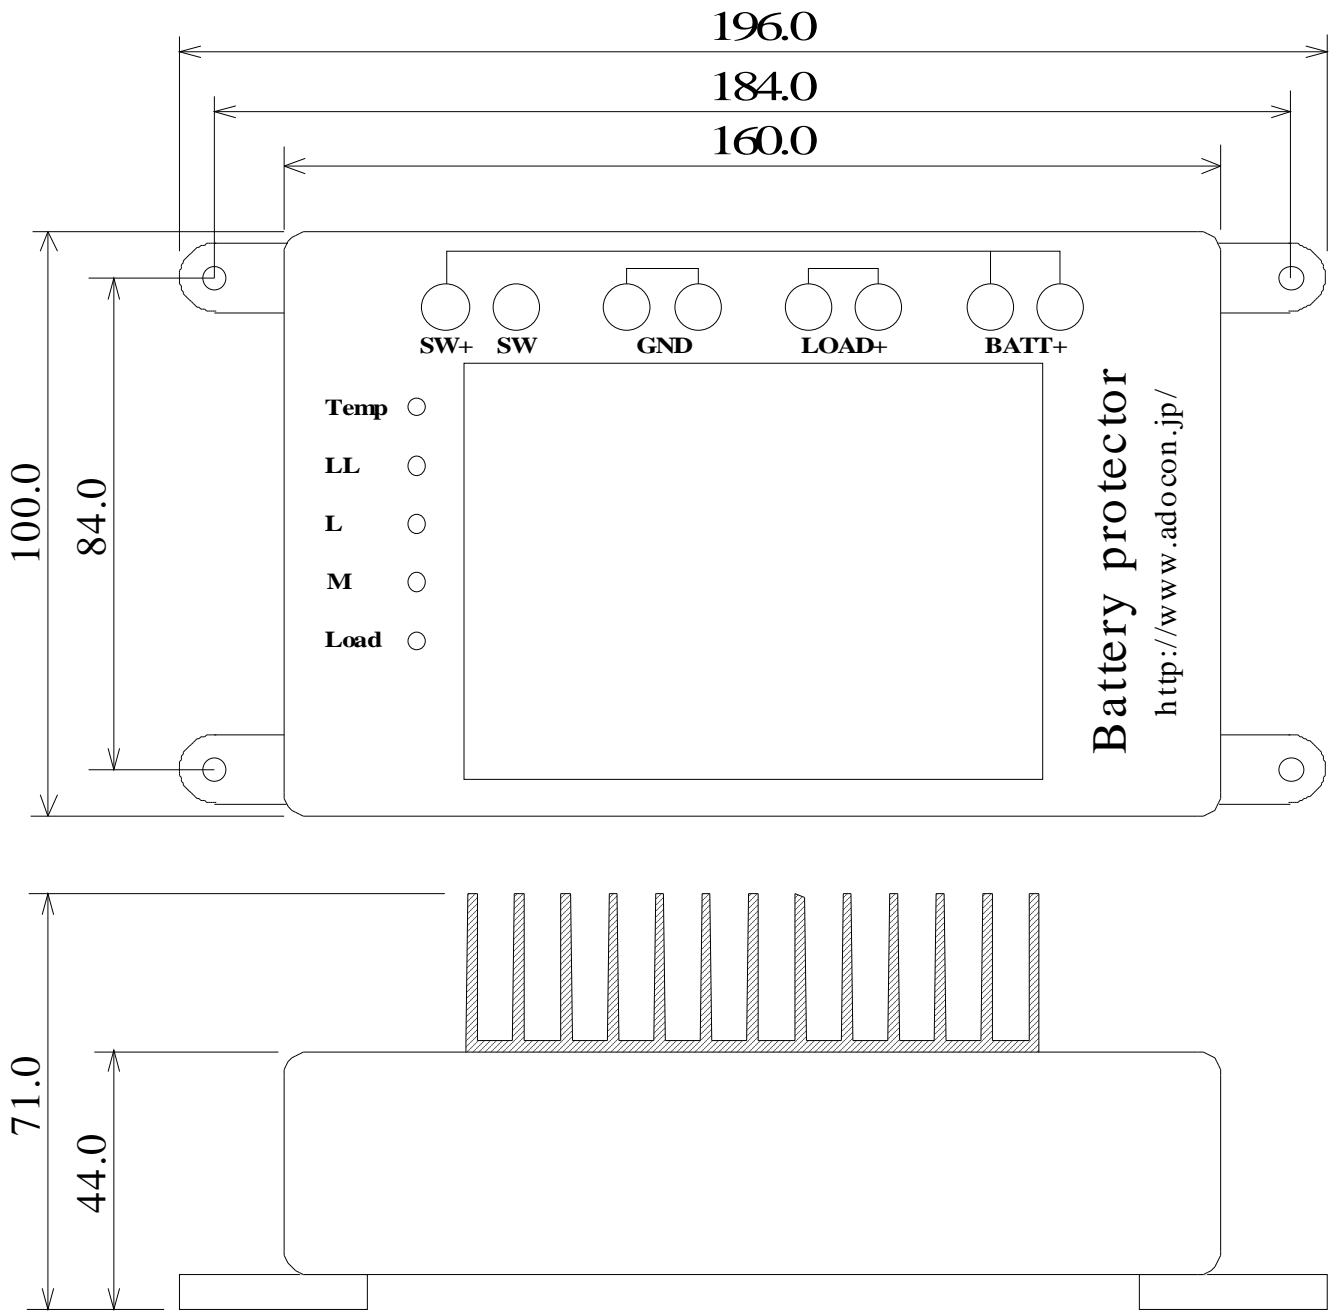 196.0
184.0
160.0
SW+ SW GND LOAD+ BATT+
Temp
LL
L
M
Load
Battery protector
http://www.adocon.jp/
100.0
84.0
71.0
44.0